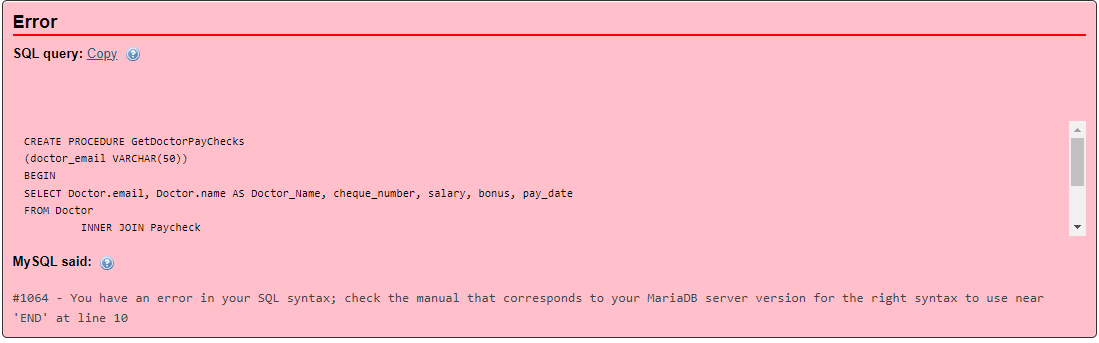 Error
SQL query: Copy
CREATE PROCEDURE GetDoctorPayChecks
(doctor_email VARCHAR(50))
BEGIN
SELECT Doctor.email, Doctor.name AS Doctor_Name, cheque_number, salary, bonus, pay_date
FROM Doctor
INNER JOIN Paycheck
MySQL said:
#1064 - You have an error in your SQL syntax; check the manual that corresponds to your MariaDB server version for the right syntax to use near
'END' at line 10